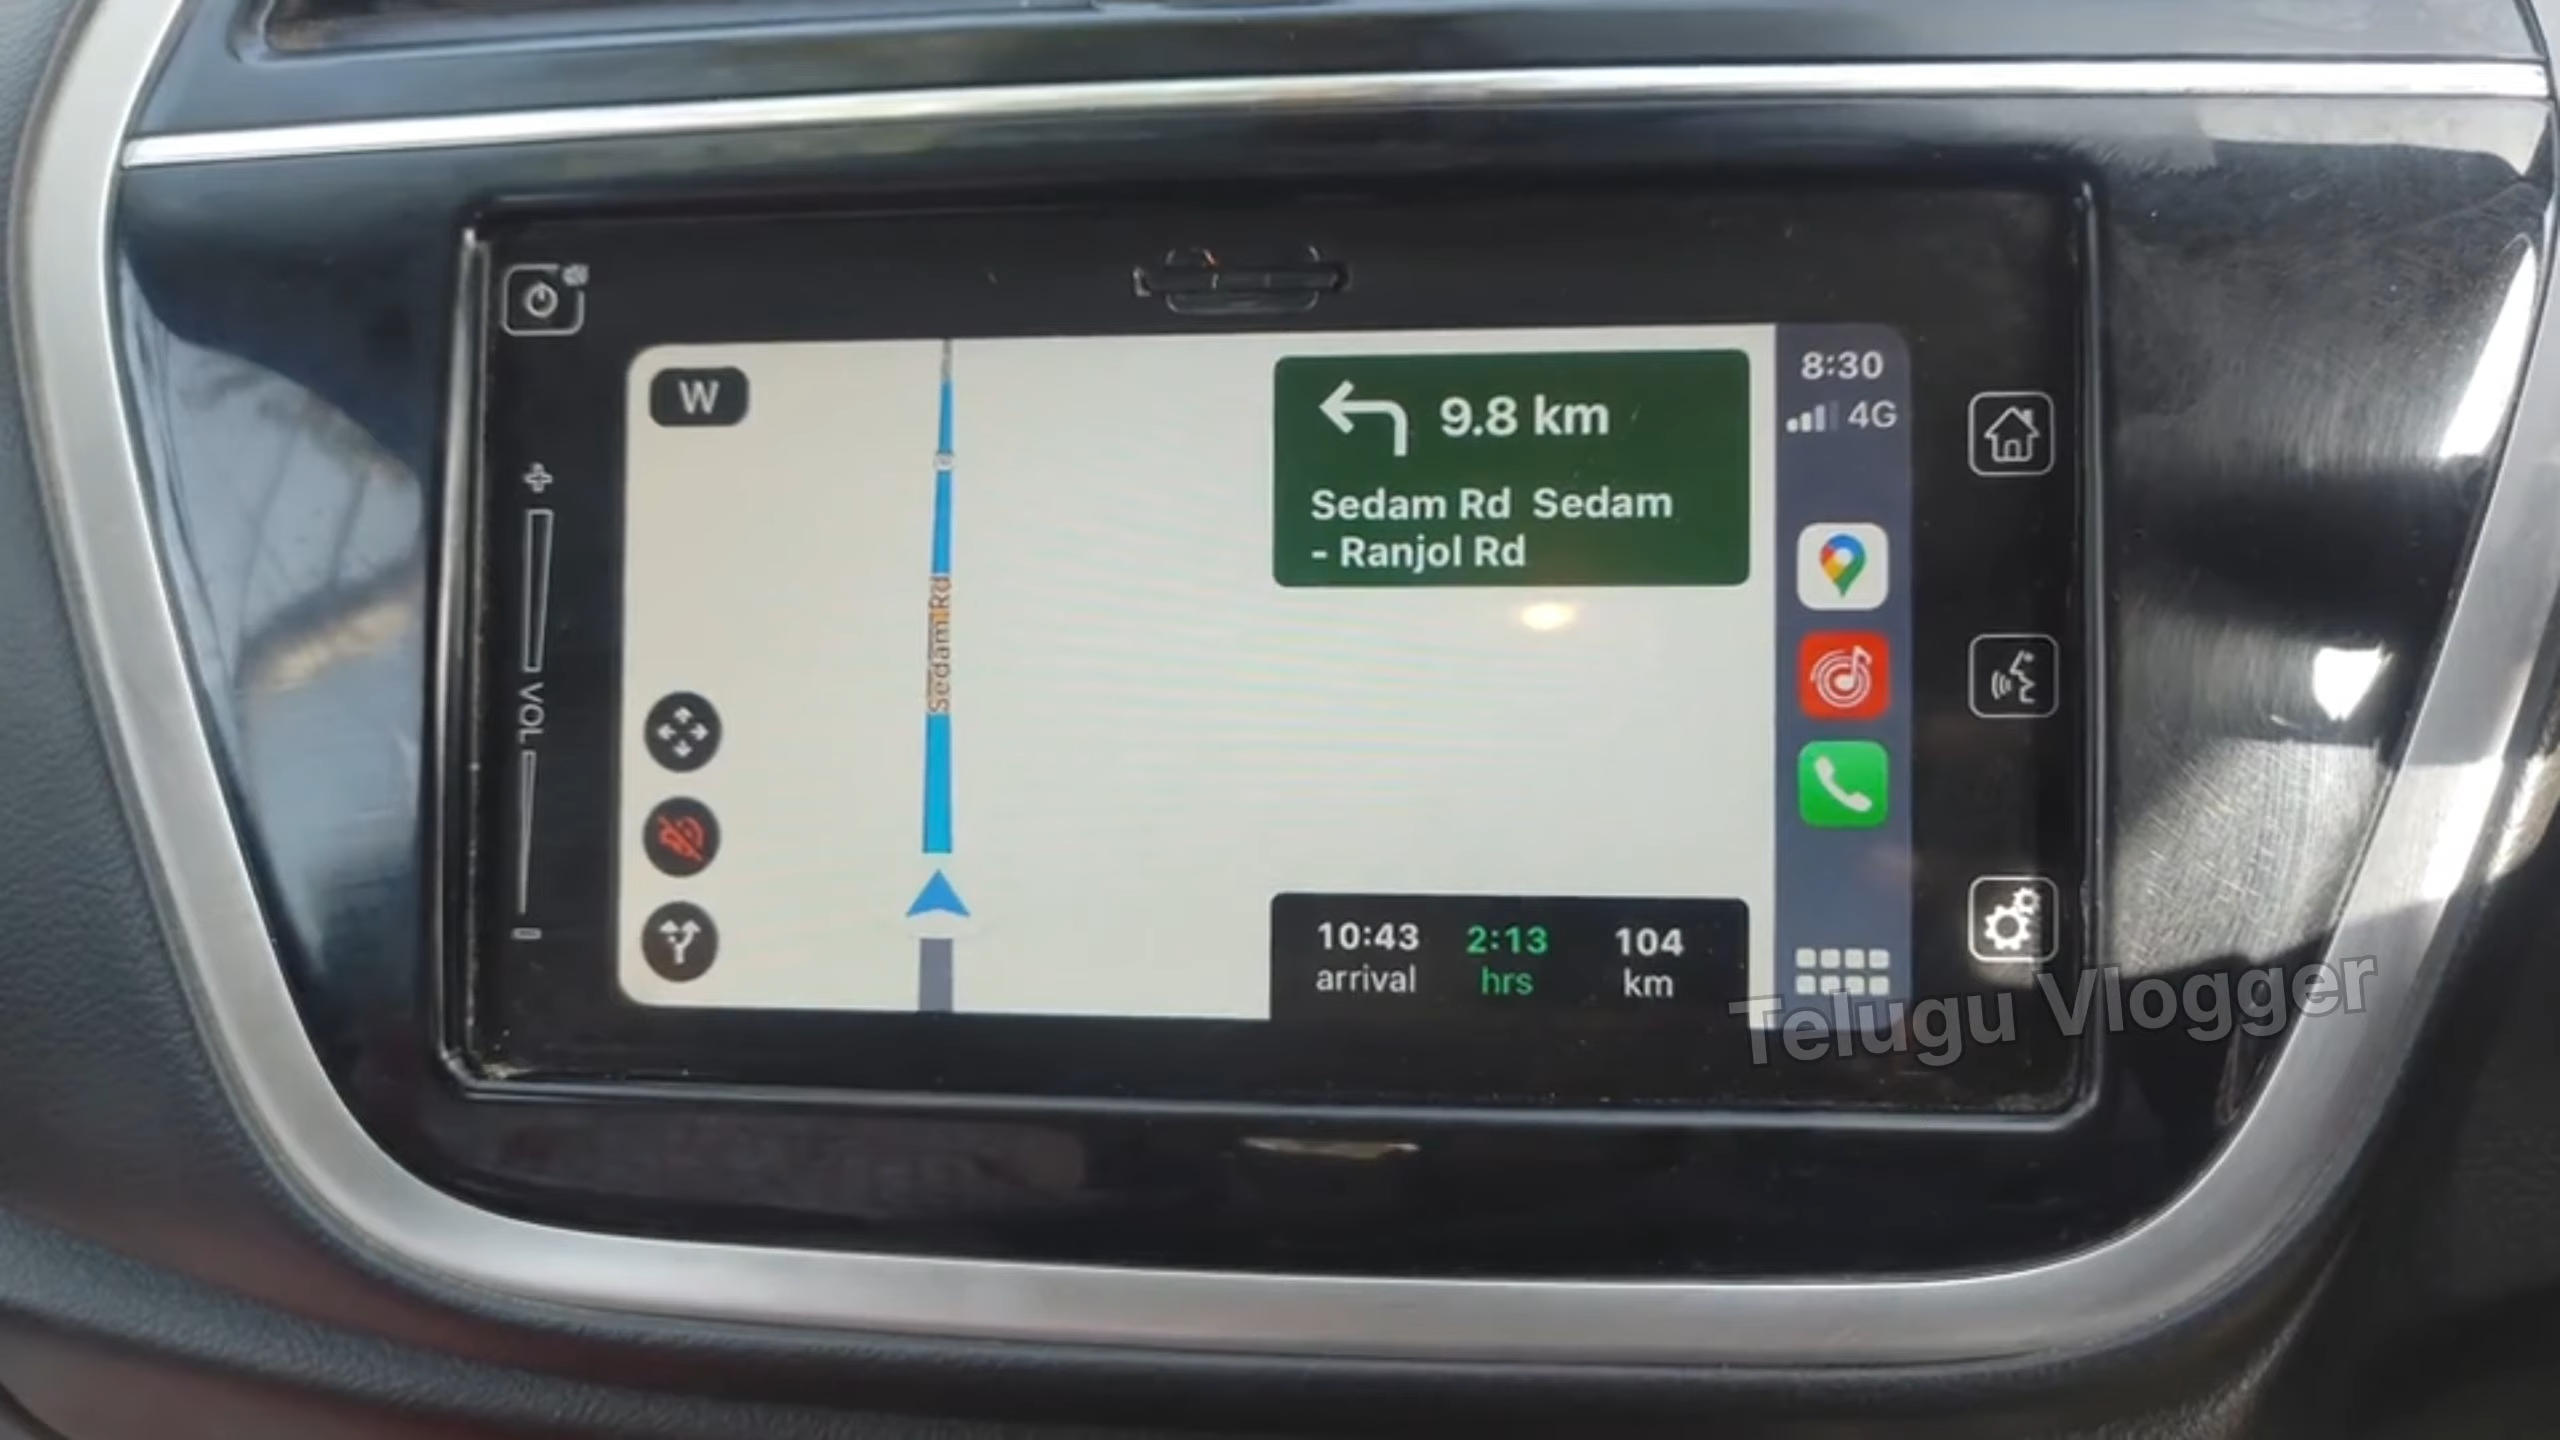 W
8:30
4G
9.8 km
Sedam Rd Sedam
- Ranjol Rd
Sedam Rd
VOL
10:43 2:13 104
arrival hrs km
Telugu Vlogger